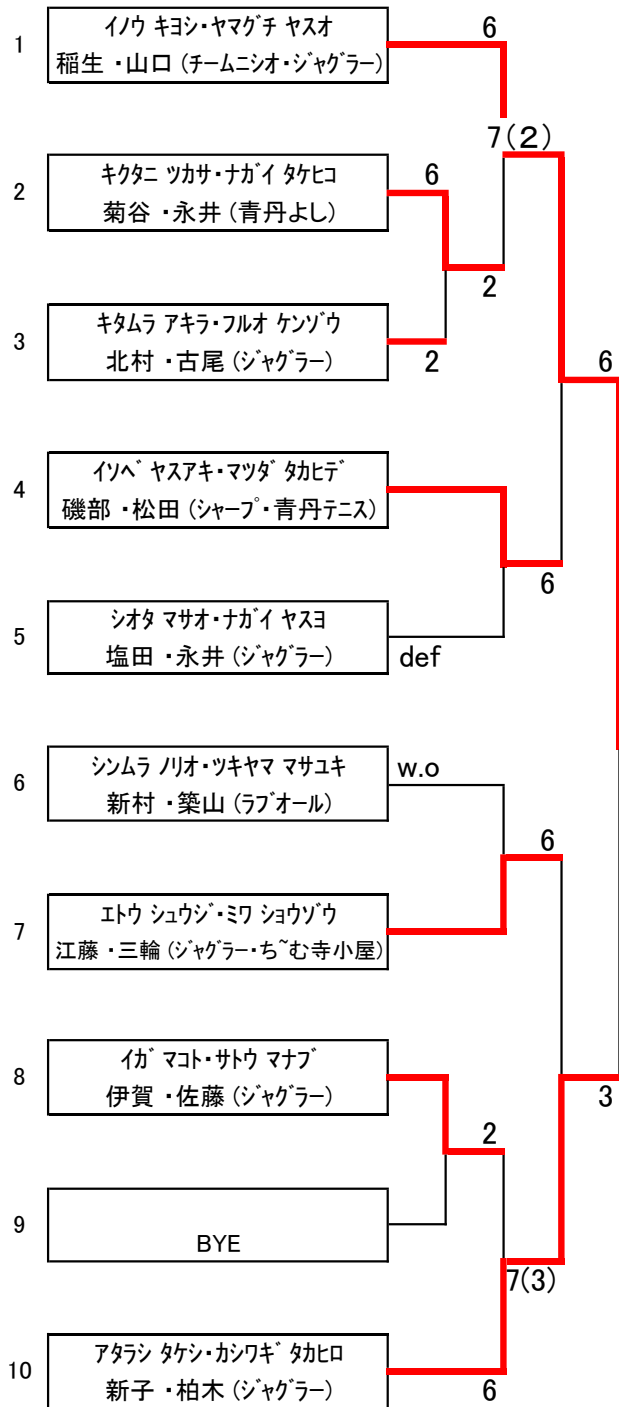 1
イノウ キヨシ・ヤマグチ ヤスオ
稲生 ・山口 (チームニシオ・ジャグラー)
6
7(2)
2
キクタニ ツカサ・ナガイ タケヒコ
菊谷 ・永井 (青丹よし)
6
2
3
キタムラ アキラ・フルオ ケンゾウ
北村 ・古尾 (ジャグラー)
2
6
4
イソベ ヤスアキ・マツダ タカヒデ
磯部 ・松田 (シャープ・青丹テニス)
6
5
シオタ マサオ・ナガイ ヤスヨ
塩田 ・永井 (ジャグラー)
def
6
シンムラ ノリオ・ツキヤマ マサユキ
新村 ・築山 (ラブオール)
w.o
6
7
エトウ シュウジ・ミワ ショウゾウ
江藤 ・三輪 (ジャグラー・ち~む寺小屋)
8
イガ マコト・サトウ マナブ
伊賀 ・佐藤 (ジャグラー)
2
3
9
BYE
7(3)
10
アタラシ タケシ・カシワギ タカヒロ
新子 ・柏木 (ジャグラー)
6